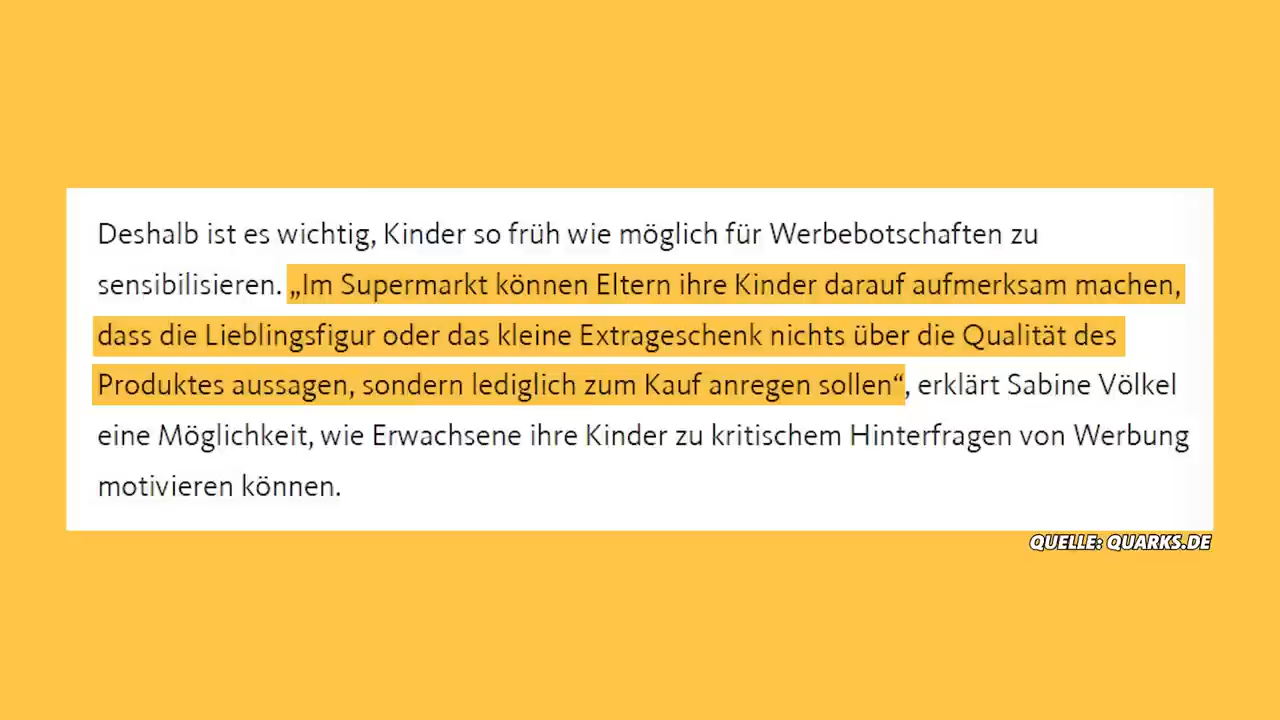 Deshalb ist es wichtig, Kinder so früh wie möglich für Werbebotschaften zu
sensibilisieren. „Im Supermarkt können Eltern ihre Kinder darauf aufmerksam machen,
dass die Lieblingsfigur oder das kleine Extrageschenk nichts über die Qualität des
Produktes aussagen, sondern lediglich zum Kauf anregen sollen“, erklärt Sabine Völkel
eine Möglichkeit, wie Erwachsene ihre Kinder zu kritischem Hinterfragen von Werbung
motivieren können.
QUELLE: QUARKS.DE